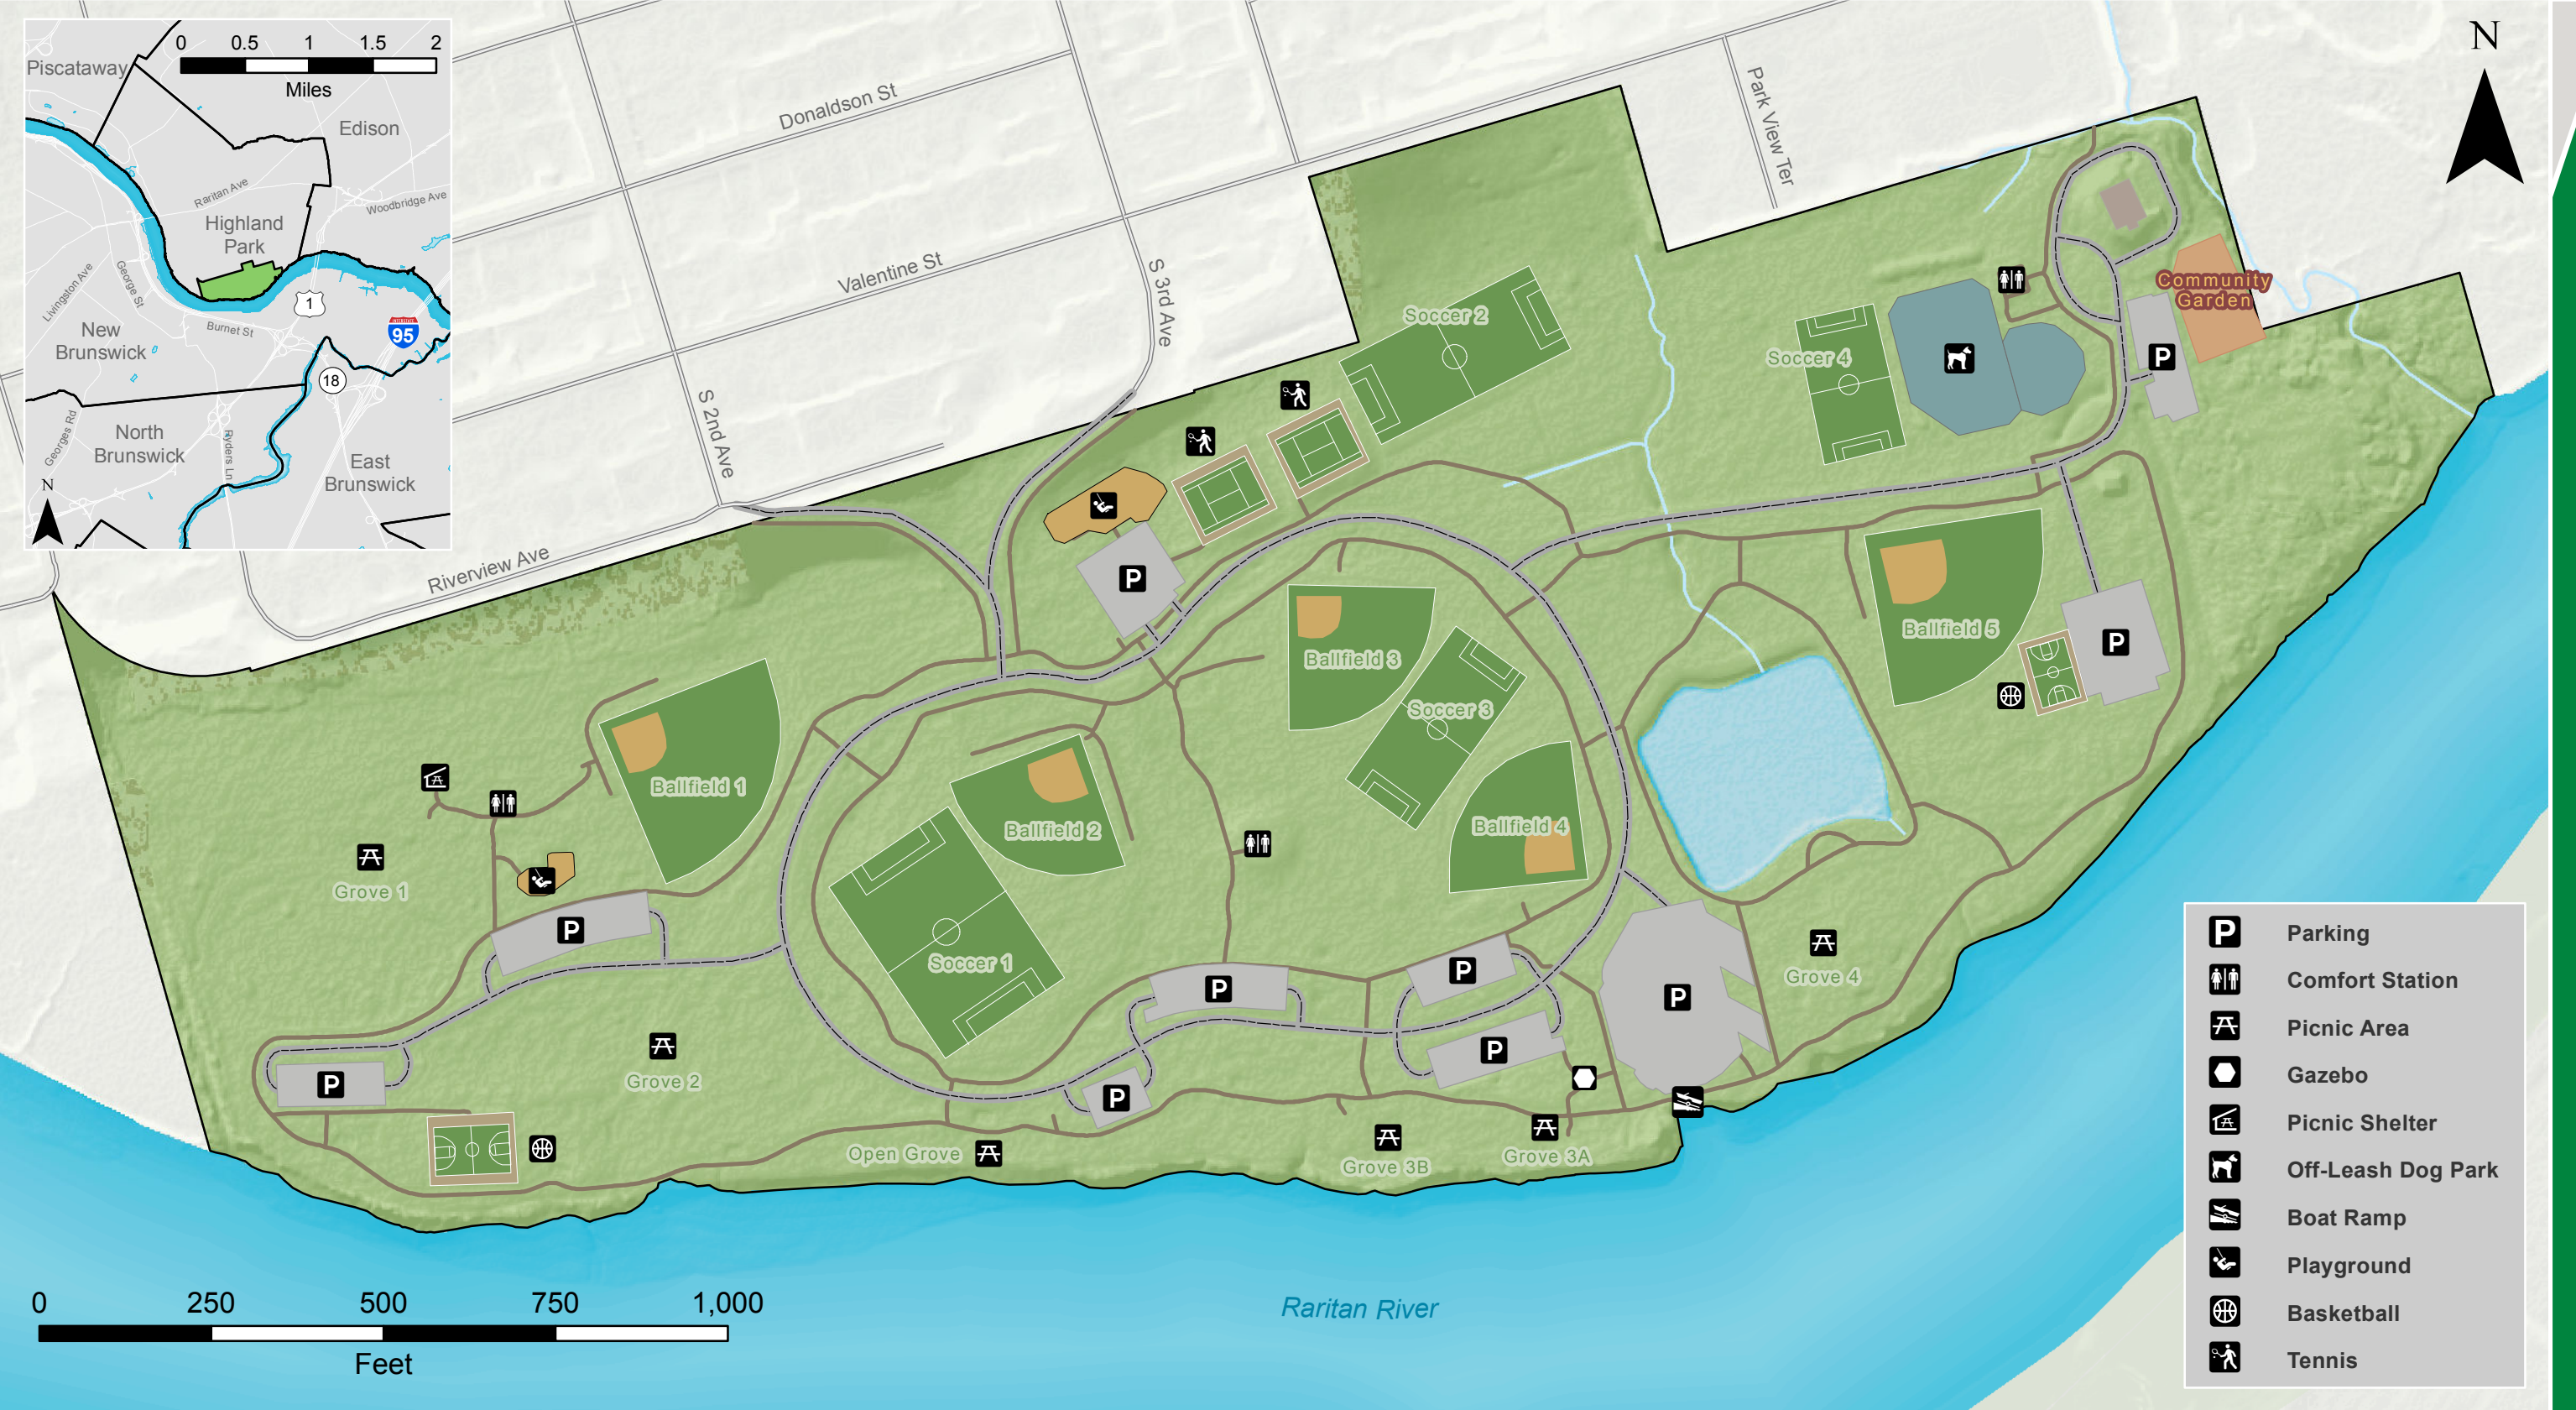 0 0.5 1 1.5 2
Miles
Piscataway
Edison
Raritan Ave
Woodbridge Ave
Highland
Park
Livingston Ave
George St
1
New
Brunswick
Burnet St
95
18
Georges Rd
North
Brunswick
Ryders Ln
East
Brunswick
N
N
Donaldson St
Park View Ter
Valentine St
S 3rd Ave
S 2nd Ave
Riverview Ave
Soccer 2
Soccer 4
Community
Garden
P
P
P
Ballfield 3
Ballfield 5
Soccer 3
Ballfield 1
Ballfield 2
Ballfield 4
Grove 1
P
Soccer 1
P
P
P
Grove 4
P
Grove 2
P
P
Open Grove
Grove 3B
Grove 3A
Raritan River
0 250 500 750 1,000
Feet
P Parking
Comfort Station
Picnic Area
Gazebo
Picnic Shelter
Off-Leash Dog Park
Boat Ramp
Playground
Basketball
Tennis